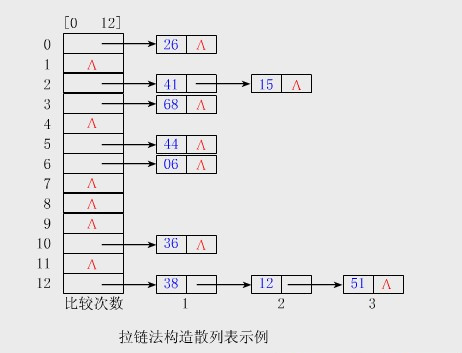 [0 12]
0 26 Λ
1 Λ
2 41 15 Λ
3 68 Λ
4 Λ
5 44 Λ
6 06 Λ
7 Λ
8 Λ
9 Λ
10 36 Λ
11 Λ
12 38 12 51 Λ
比较次数 1 2 3
拉链法构造散列表示例